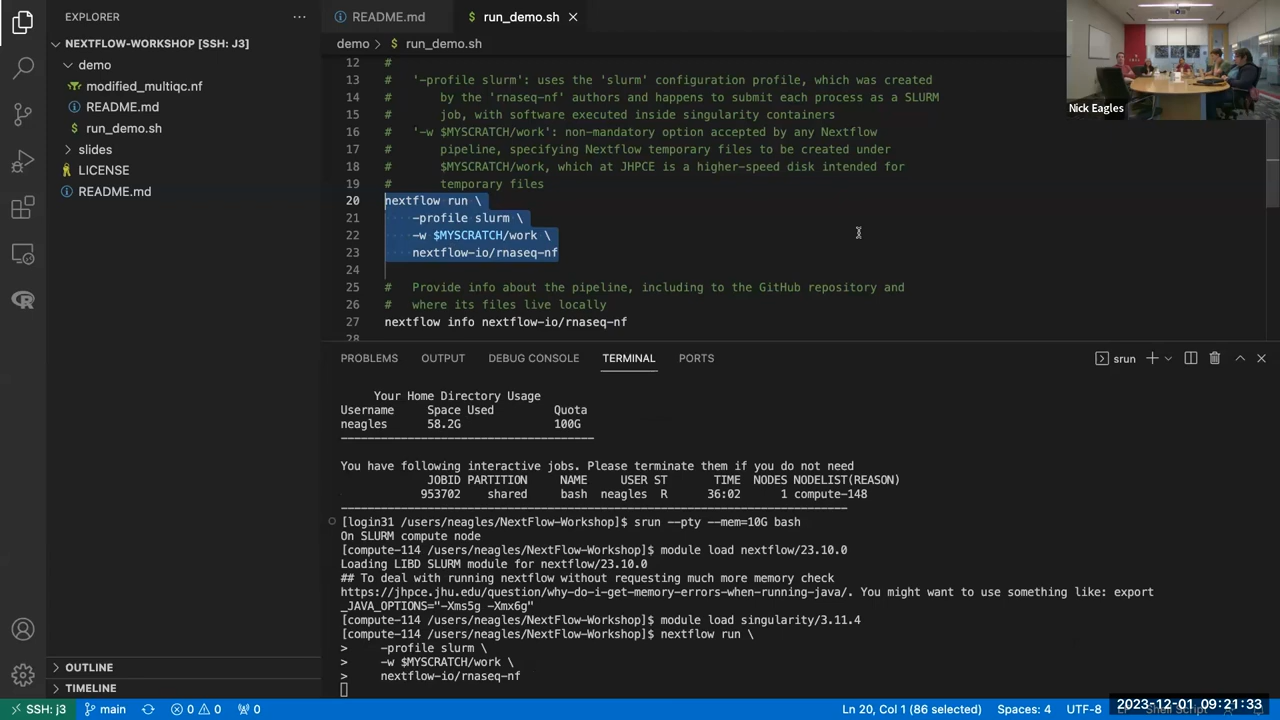 EXPLORER
NEXTFLOW-WORKSHOP [SSH: J3]
demo
modified_multiqc.nf
README.md
run_demo.sh
slides
LICENSE
README.md
OUTLINE
TIMELINE
README.md
$ run_demo.sh
demo > $ run_demo.sh
12 #
13 # '-profile slurm': uses the 'slurm' configuration profile, which was created
14 # by the 'rnaseq-nf' authors and happens to submit each process as a SLURM
15 # job, with software executed inside singularity containers
16 # '-w $MYSCRATCH/work': non-mandatory option accepted by any Nextflow
17 # pipeline, specifying Nextflow temporary files to be created under
18 # $MYSCRATCH/work, which at JHPCE is a higher-speed disk intended for
19 # temporary files
20 nextflow run \
21 -profile slurm \
22 -w $MYSCRATCH/work \
23 nextflow-io/rnaseq-nf
24
25 # Provide info about the pipeline, including to the GitHub repository and
26 # where its files live locally
27 nextflow info nextflow-io/rnaseq-nf
28
Nick Eagles
PROBLEMS OUTPUT DEBUG CONSOLE TERMINAL PORTS
srun
Your Home Directory Usage
Username Space Used Quota
neagles 58.2G 100G
------------------------------------
You have following interactive jobs. Please terminate them if you do not need
JOBID PARTITION NAME USER ST TIME NODES NODELIST(REASON)
953702 shared bash neagles R 36:02 1 compute-148
------------------------------------------------------------------------
[login31 /users/neagles/NextFlow-Workshop]$ srun --pty --mem=10G bash
On SLURM compute node
[compute-114 /users/neagles/NextFlow-Workshop]$ module load nextflow/23.10.0
Loading LIBD SLURM module for nextflow/23.10.0
## To deal with running nextflow without requesting much more memory check
https://jhpce.jhu.edu/question/why-do-i-get-memory-errors-when-running-java/. You might want to use something like: export
_JAVA_OPTIONS="-Xms5g -Xmx6g"
[compute-114 /users/neagles/NextFlow-Workshop]$ module load singularity/3.11.4
[compute-114 /users/neagles/NextFlow-Workshop]$ nextflow run \
> -profile slurm \
> -w $MYSCRATCH/work \
> nextflow-io/rnaseq-nf
SSH: j3 main 0 0 0 Ln 20, Col 1 (86 selected) Spaces: 4 UTF-8
2023-12-01 09:21:33